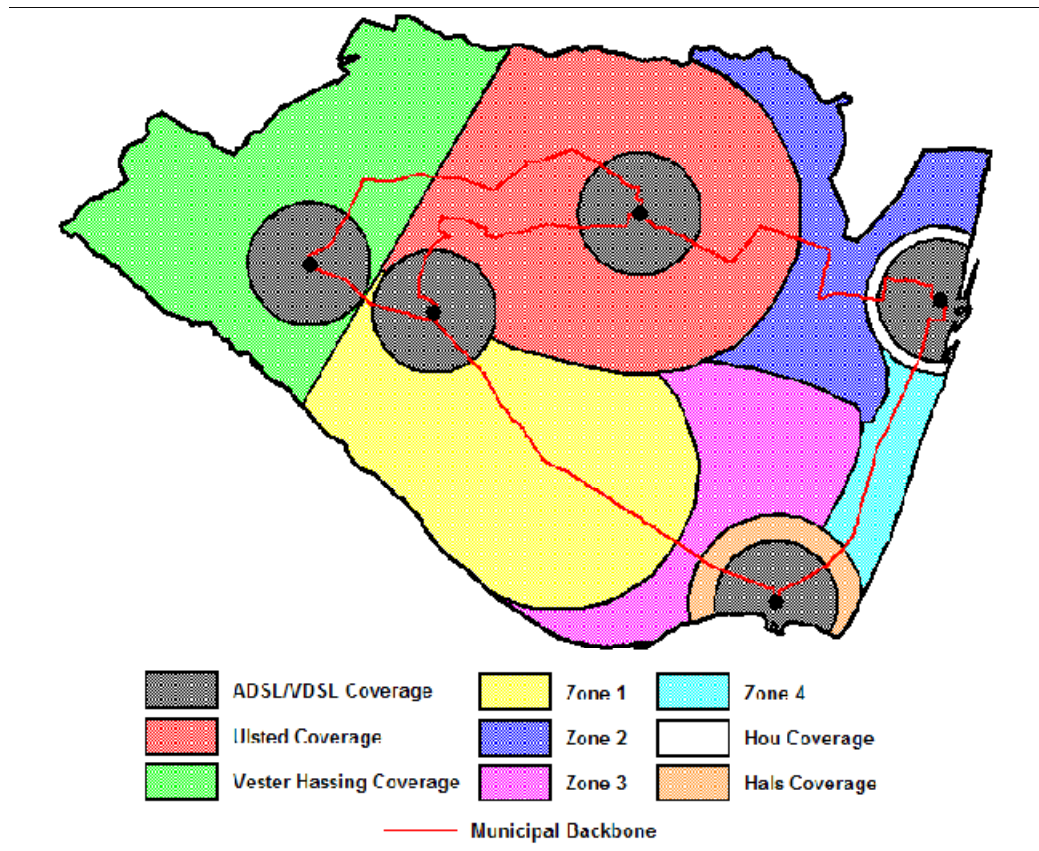 ADSL/VDSL Coverage
Zone 1
Zone 4
Ulsted Coverage
Zone 2
Hou Coverage
Vester Hassing Coverage
Zone 3
Hals Coverage
Municipal Backbone